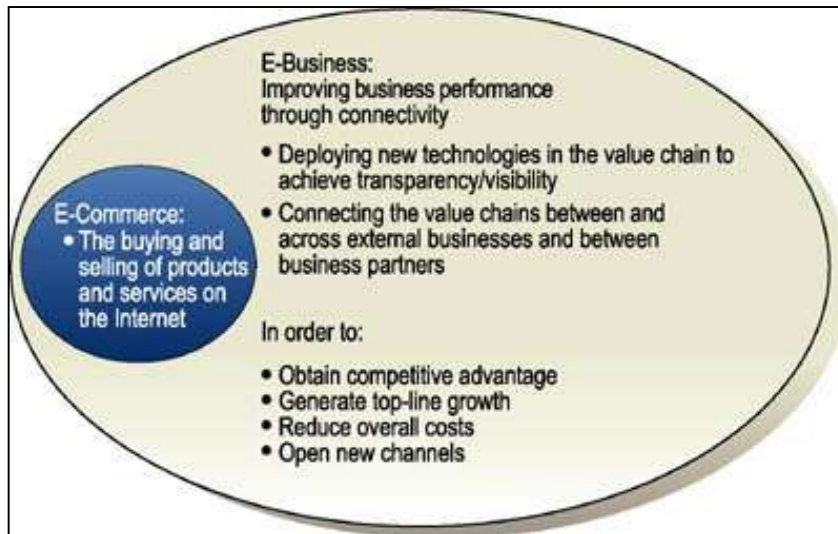 E-Business:
Improving business performance
through connectivity
• Deploying new technologies in the value chain to
achieve transparency/visibility
• Connecting the value chains between and
across external businesses and between
business partners
E-Commerce:
• The buying and
selling of products
and services on
the Internet
In order to:
• Obtain competitive advantage
• Generate top-line growth
• Reduce overall costs
• Open new channels